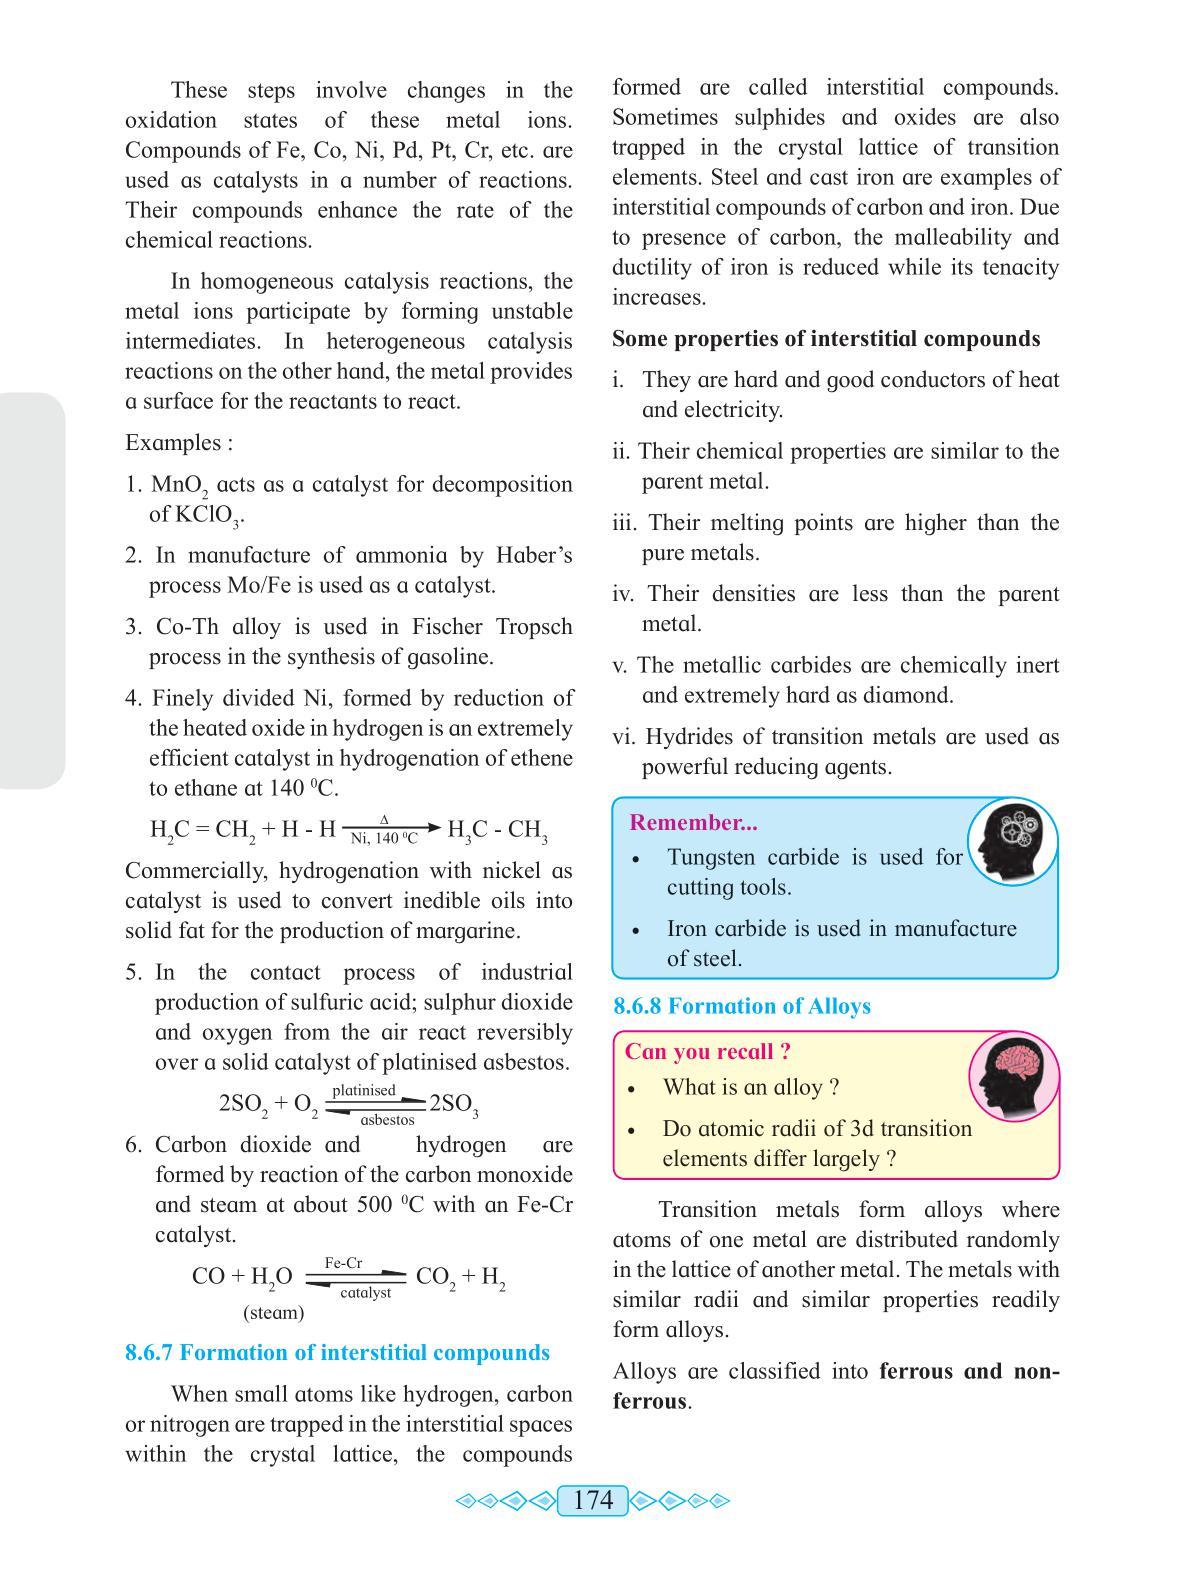 These steps involve changes in the
oxidation states of these metal ions.
Compounds of Fe, Co, Ni, Pd, Pt, Cr, etc. are
used as catalysts in a number of reactions.
Their compounds enhance the rate of the
chemical reactions.
In homogeneous catalysis reactions, the
metal ions participate by forming unstable
intermediates. In heterogeneous catalysis
reactions on the other hand, the metal provides
a surface for the reactants to react.
Examples :
1. MnO₂ acts as a catalyst for decomposition
of KClO₃.
2. In manufacture of ammonia by Haber’s
process Mo/Fe is used as a catalyst.
3. Co-Th alloy is used in Fischer Tropsch
process in the synthesis of gasoline.
4. Finely divided Ni, formed by reduction of
the heated oxide in hydrogen is an extremely
efficient catalyst in hydrogenation of ethene
to ethane at 140 ⁰C.
Δ
H₂C = CH₂ + H - H ⟶ H₃C - CH₃
Ni, 140 ⁰C
Commercially, hydrogenation with nickel as
catalyst is used to convert inedible oils into
solid fat for the production of margarine.
5. In the contact process of industrial
production of sulfuric acid; sulphur dioxide
and oxygen from the air react reversibly
over a solid catalyst of platinised asbestos.
platinised
2SO₂ + O₂ ⇌ 2SO₃
asbestos
6. Carbon dioxide and hydrogen are
formed by reaction of the carbon monoxide
and steam at about 500 ⁰C with an Fe-Cr
catalyst.
Fe-Cr
CO + H₂O ⇌ CO₂ + H₂
catalyst
(steam)
8.6.7 Formation of interstitial compounds
When small atoms like hydrogen, carbon
or nitrogen are trapped in the interstitial spaces
within the crystal lattice, the compounds
formed are called interstitial compounds.
Sometimes sulphides and oxides are also
trapped in the crystal lattice of transition
elements. Steel and cast iron are examples of
interstitial compounds of carbon and iron. Due
to presence of carbon, the malleability and
ductility of iron is reduced while its tenacity
increases.
Some properties of interstitial compounds
i. They are hard and good conductors of heat
and electricity.
ii. Their chemical properties are similar to the
parent metal.
iii. Their melting points are higher than the
pure metals.
iv. Their densities are less than the parent
metal.
v. The metallic carbides are chemically inert
and extremely hard as diamond.
vi. Hydrides of transition metals are used as
powerful reducing agents.
Remember...
• Tungsten carbide is used for
cutting tools.
• Iron carbide is used in manufacture
of steel.
8.6.8 Formation of Alloys
Can you recall ?
• What is an alloy ?
• Do atomic radii of 3d transition
elements differ largely ?
Transition metals form alloys where
atoms of one metal are distributed randomly
in the lattice of another metal. The metals with
similar radii and similar properties readily
form alloys.
Alloys are classified into ferrous and non-
ferrous.
174